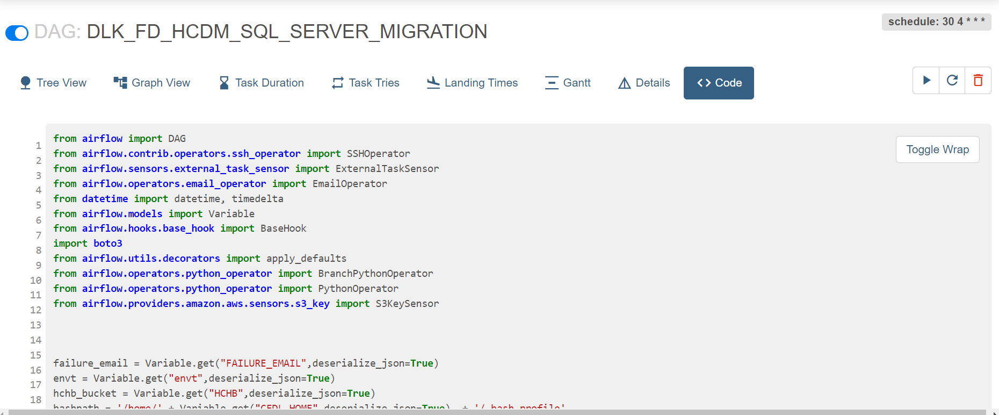 DAG: DLK_FD_HCDM_SQL_SERVER_MIGRATION
schedule: 30 4 * * *
Tree View Graph View Task Duration Task Tries Landing Times Gantt Details <> Code
Toggle Wrap
1 from airflow import DAG
2 from airflow.contrib.operators.ssh_operator import SSHOperator
3 from airflow.sensors.external_task_sensor import ExternalTaskSensor
4 from airflow.operators.email_operator import EmailOperator
5 from datetime import datetime, timedelta
6 from airflow.models import Variable
7 from airflow.hooks.base_hook import BaseHook
8 import boto3
9 from airflow.utils.decorators import apply_defaults
10 from airflow.operators.python_operator import BranchPythonOperator
11 from airflow.operators.python_operator import PythonOperator
12 from airflow.providers.amazon.aws.sensors.s3_key import S3KeySensor
13
14
15
16 failure_email = Variable.get("FAILURE_EMAIL",deserialize_json=True)
17 envt = Variable.get("envt",deserialize_json=True)
18 hchb_bucket = Variable.get("HCHB",deserialize_json=True)
= '/home/' + Variable.get( deserialize_json=True) +